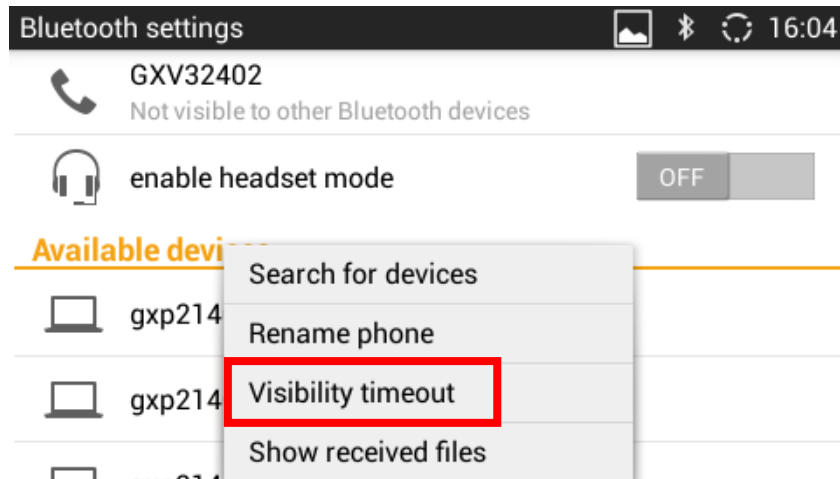 Bluetooth settings 16:04
GXV32402
Not visible to other Bluetooth devices
enable headset mode OFF
Available devices
Search for devices
gxp214
Rename phone
Visibility timeout
gxp214
Show received files